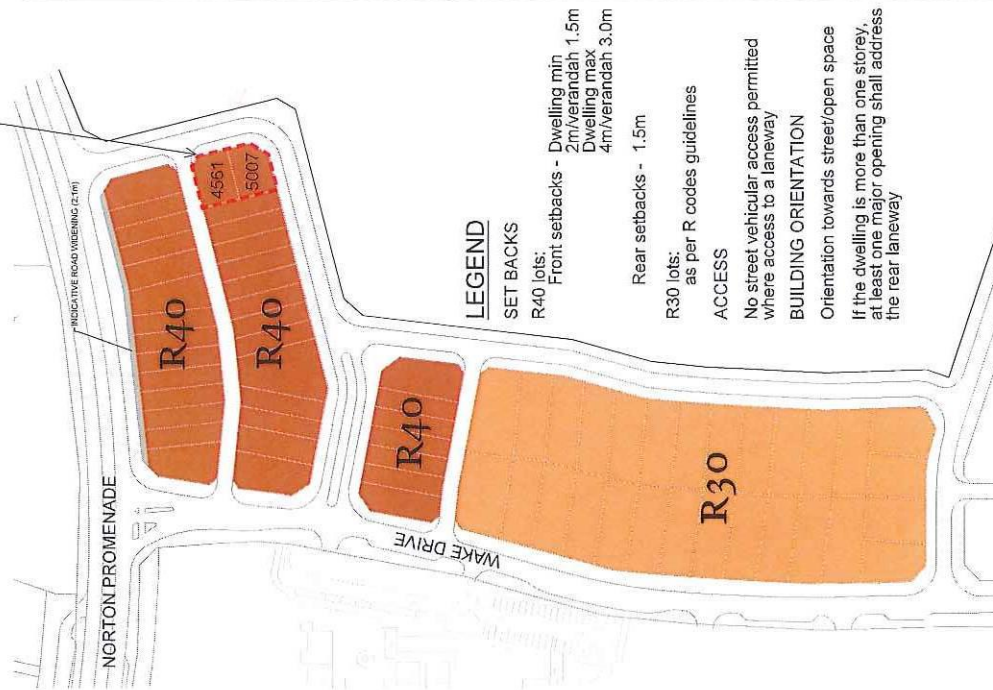 INDICATIVE ROAD WIDENING (2.1m)
NORTON PROMENADE
R40
4561
5007
R40
R40
WAKE DRIVE
R30
LEGEND
SET BACKS
R40 lots:
Front setbacks - Dwelling min
2m/verandah 1.5m
Dwelling max
4m/verandah 3.0m
Rear setbacks - 1.5m
R30 lots:
as per R codes guidelines
ACCESS
No street vehicular access permitted
where access to a laneway
BUILDING ORIENTATION
Orientation towards street/open space
If the dwelling is more than one storey,
at least one major opening shall address
the rear laneway